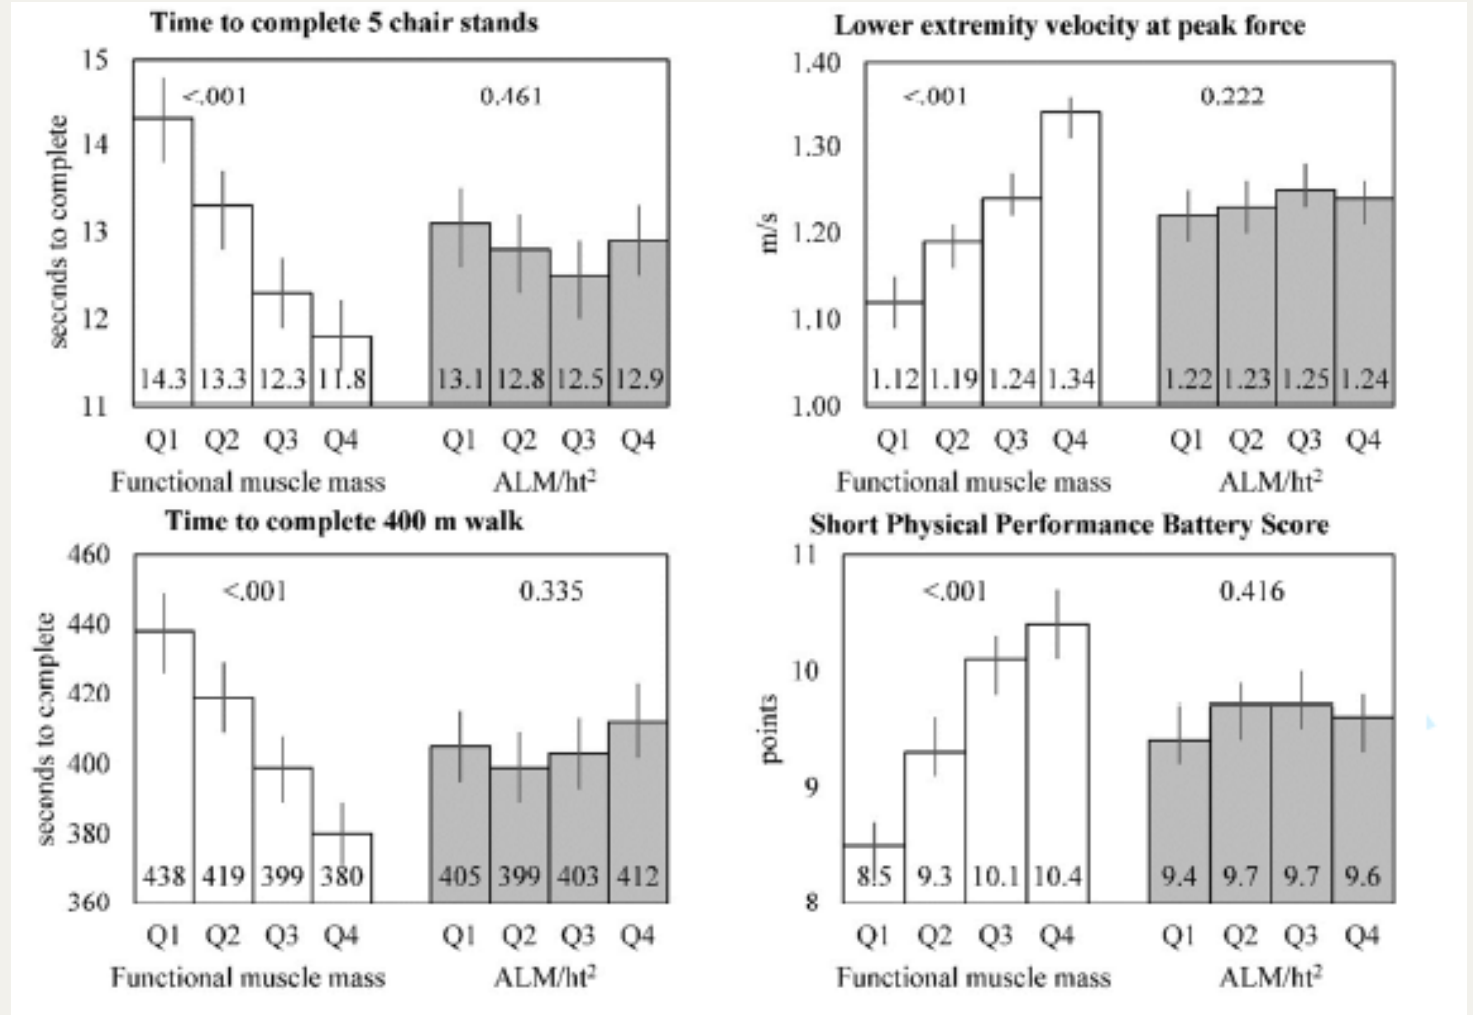 Time to complete 5 chair stands
15
14
13
12
11
seconds to complete
<.001
0.461
14.3 13.3 12.3 11.8
13.1 12.8 12.5 12.9
Q1 Q2 Q3 Q4
Q1 Q2 Q3 Q4
Functional muscle mass
ALM/ht²
Lower extremity velocity at peak force
1.40
1.30
1.20
1.10
1.00
m/s
<.001
0.222
1.12 1.19 1.24 1.34
1.22 1.23 1.25 1.24
Q1 Q2 Q3 Q4
Q1 Q2 Q3 Q4
Functional muscle mass
ALM/ht²
Time to complete 400 m walk
460
440
420
400
380
360
seconds to complete
<.001
0.335
438 419 399 380
405 399 403 412
Q1 Q2 Q3 Q4
Q1 Q2 Q3 Q4
Functional muscle mass
ALM/ht²
Short Physical Performance Battery Score
11
10
9
8
points
<.001
0.416
8.5 9.3 10.1 10.4
9.4 9.7 9.7 9.6
Q1 Q2 Q3 Q4
Q1 Q2 Q3 Q4
Functional muscle mass
ALM/ht²